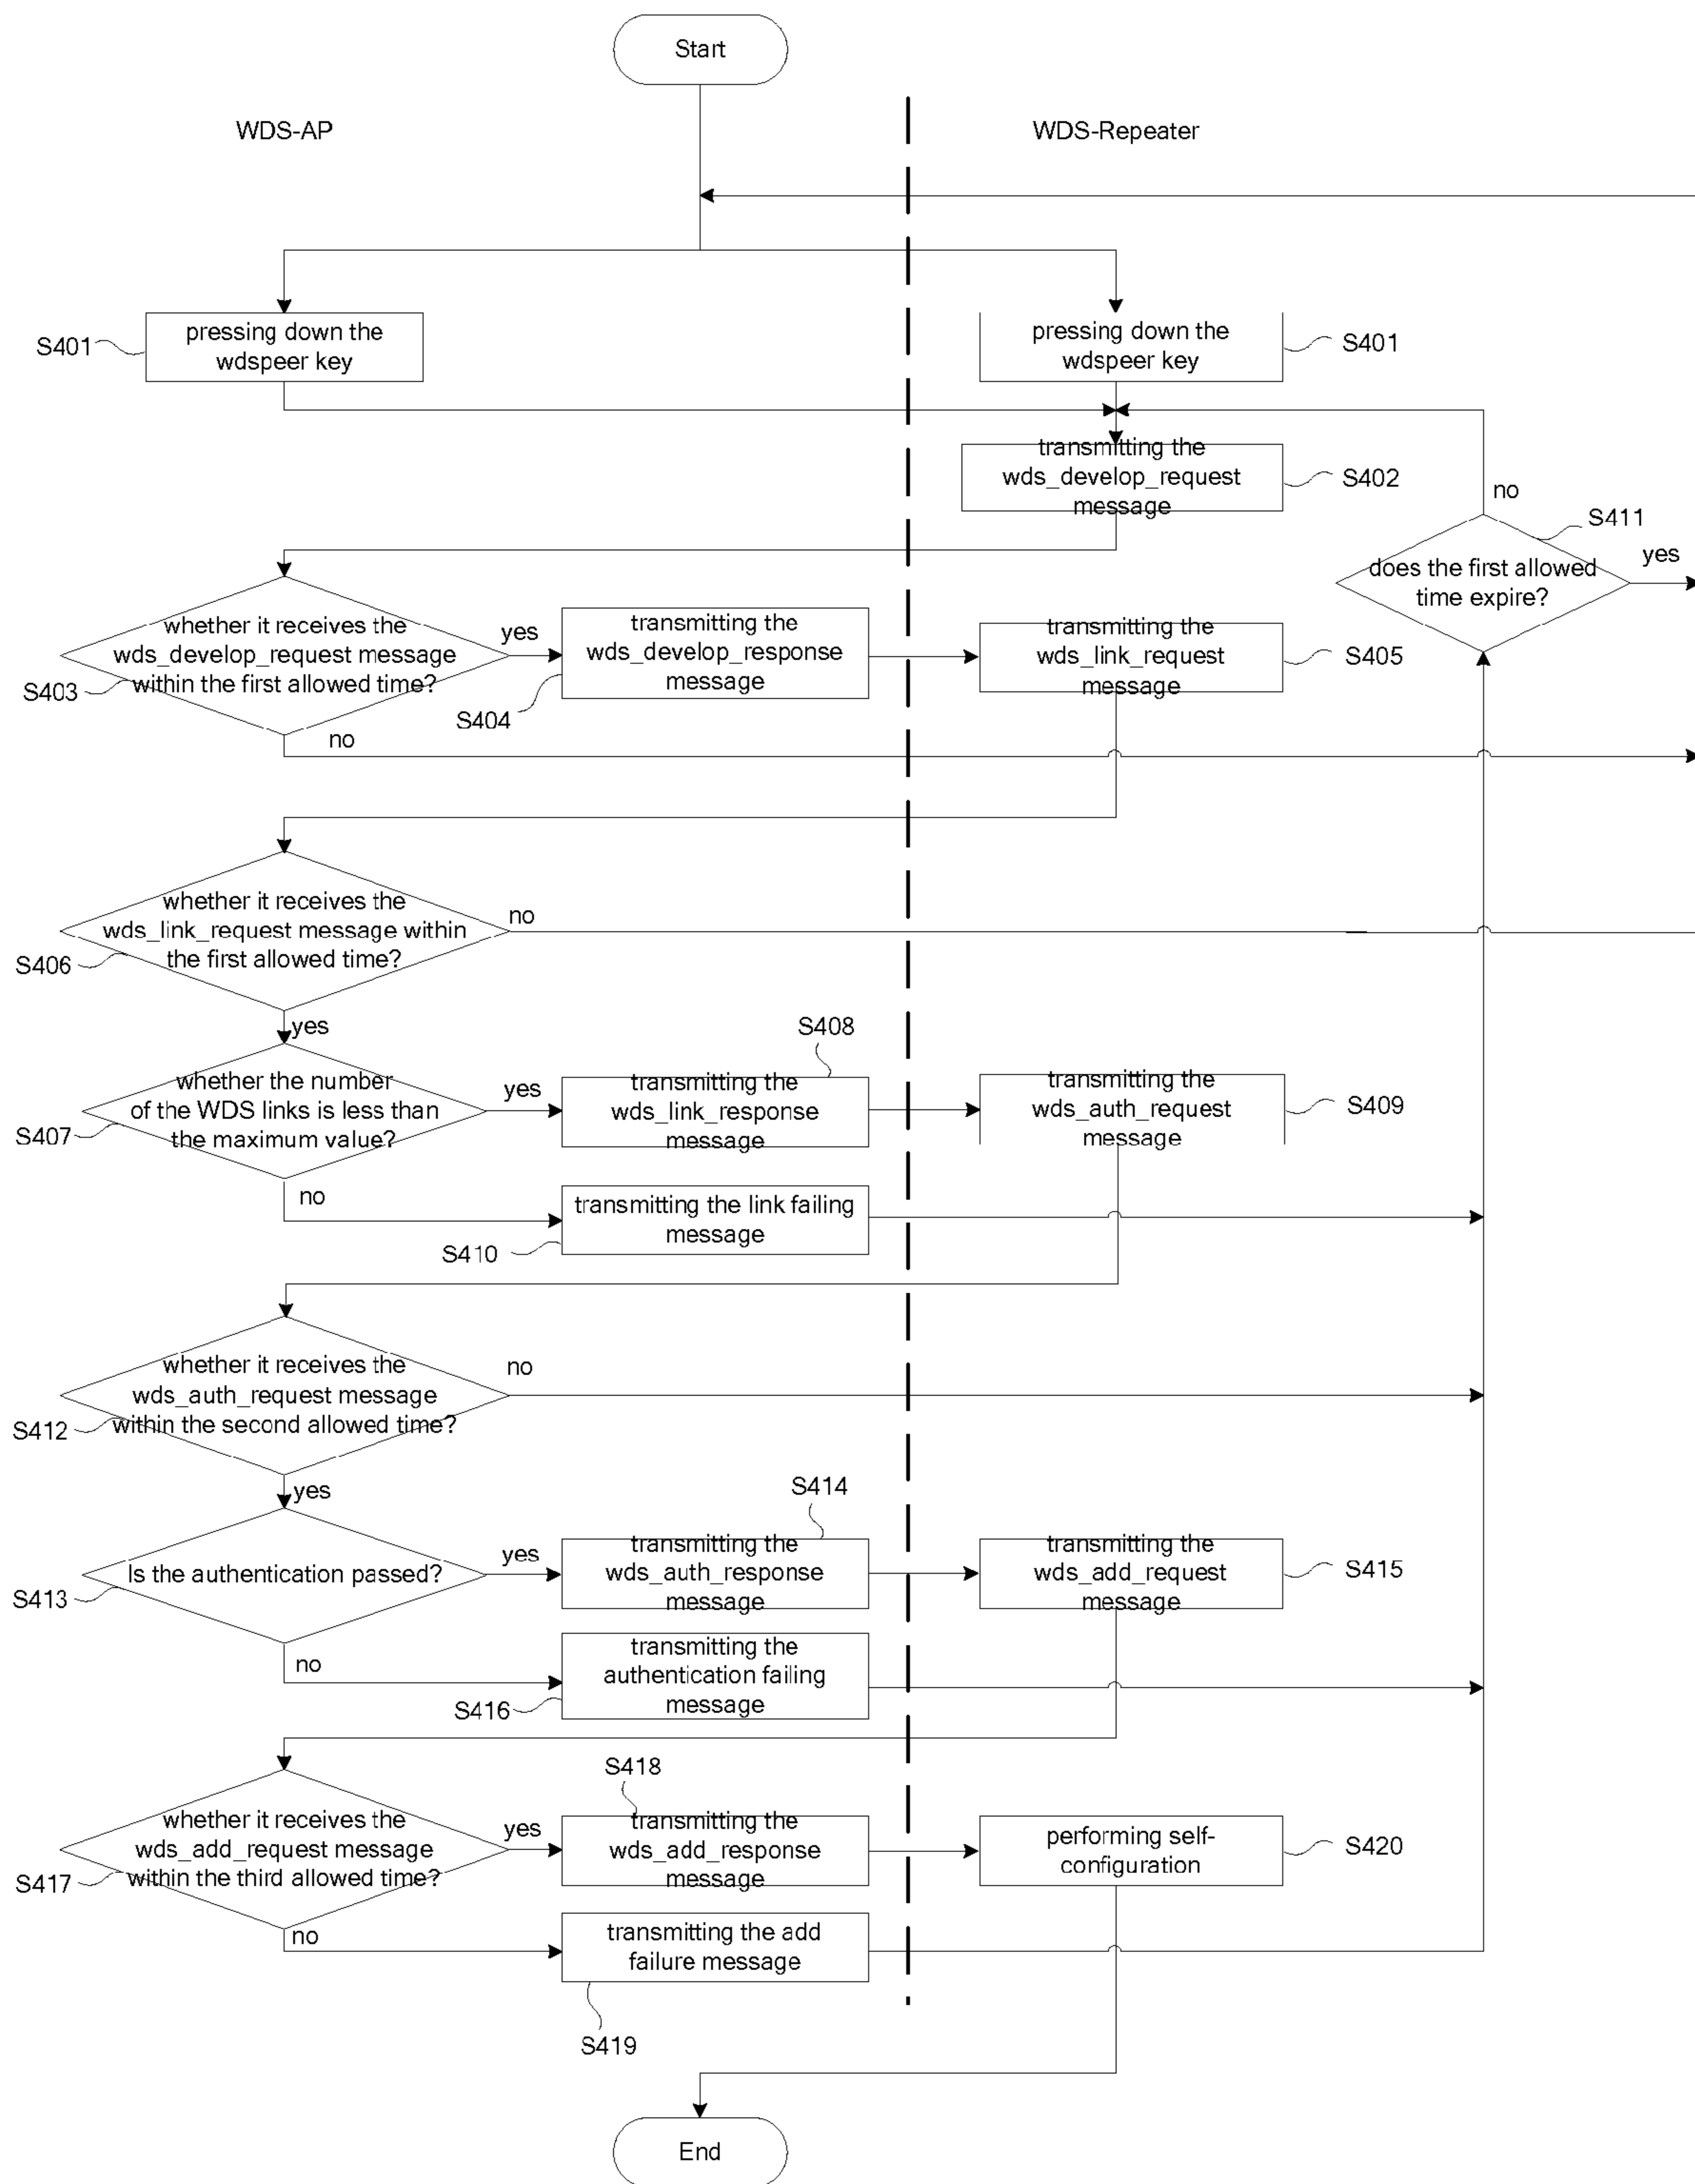 Start
WDS-AP
WDS-Repeater
S401
pressing down the
wdspeer key
pressing down the
wdspeer key
S401
transmitting the
wds_develop_request
message
S402
no
S411
does the first allowed
time expire?
yes
whether it receives the
wds_develop_request message
within the first allowed time?
S403
yes
transmitting the
wds_develop_response
message
S404
transmitting the
wds_link_request
message
S405
no
whether it receives the
wds_link_request message within
the first allowed time?
S406
no
yes
whether the number
of the WDS links is less than
the maximum value?
S407
yes
S408
transmitting the
wds_link_response
message
transmitting the
wds_auth_request
message
S409
no
transmitting the link failing
message
S410
whether it receives the
wds_auth_request message
within the second allowed time?
S412
no
yes
Is the authentication passed?
S413
yes
S414
transmitting the
wds_auth_response
message
transmitting the
wds_add_request
message
S415
no
transmitting the
authentication failing
message
S416
whether it receives the
wds_add_request message
within the third allowed time?
S417
yes
S418
transmitting the
wds_add_response
message
performing self-
configuration
S420
no
transmitting the add
failure message
S419
End